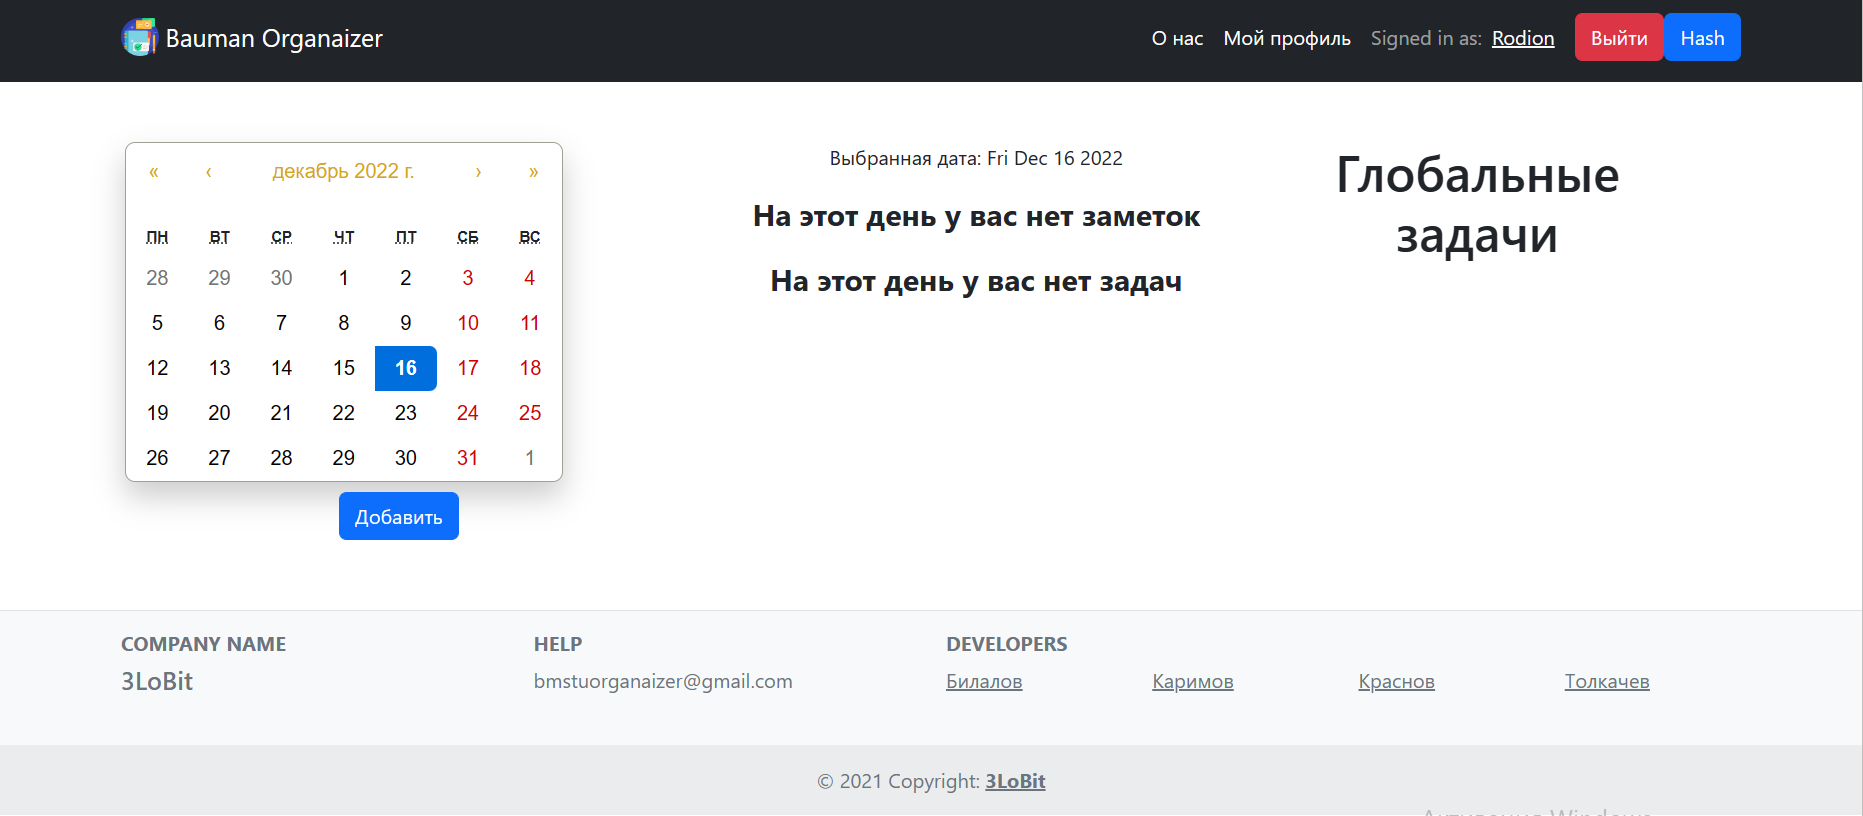 Bauman Organaizer
О нас Мой профиль Signed in as: Rodion Выйти Hash
« ‹ декабрь 2022 г. › »
ПН ВТ СР ЧТ ПТ СБ ВС
28 29 30 1 2 3 4
5 6 7 8 9 10 11
12 13 14 15 16 17 18
19 20 21 22 23 24 25
26 27 28 29 30 31 1
Добавить
Выбранная дата: Fri Dec 16 2022
На этот день у вас нет заметок
На этот день у вас нет задач
Глобальные
задачи
COMPANY NAME
3LoBit
HELP
bmstuorganaizer@gmail.com
DEVELOPERS
Билалов Каримов Краснов Толкачев
© 2021 Copyright: 3LoBit
Активация Windows